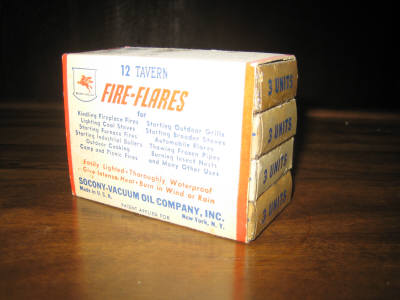 12 TAVERN
FIRE-FLARES
for
Kindling Fireplace Fires
Lighting Coal Stoves
Starting Furnace Fires
Starting Industrial Boilers
Outdoor Cooking
Camp and Picnic Fires
Starting Outdoor Grills
Starting Brooder Stoves
Automobile Flares
Thawing Frozen Pipes
Burning Insect Nests
and Many Other Uses
Easily Lighted • Thoroughly Waterproof
Give Intense Heat • Burn in Wind or Rain
SOCONY-VACUUM OIL COMPANY, INC.
Made in U. S. A.
PATENT APPLIED FOR
New York, N. Y.
3 UNITS
3 UNITS
3 UNITS
3 UNITS